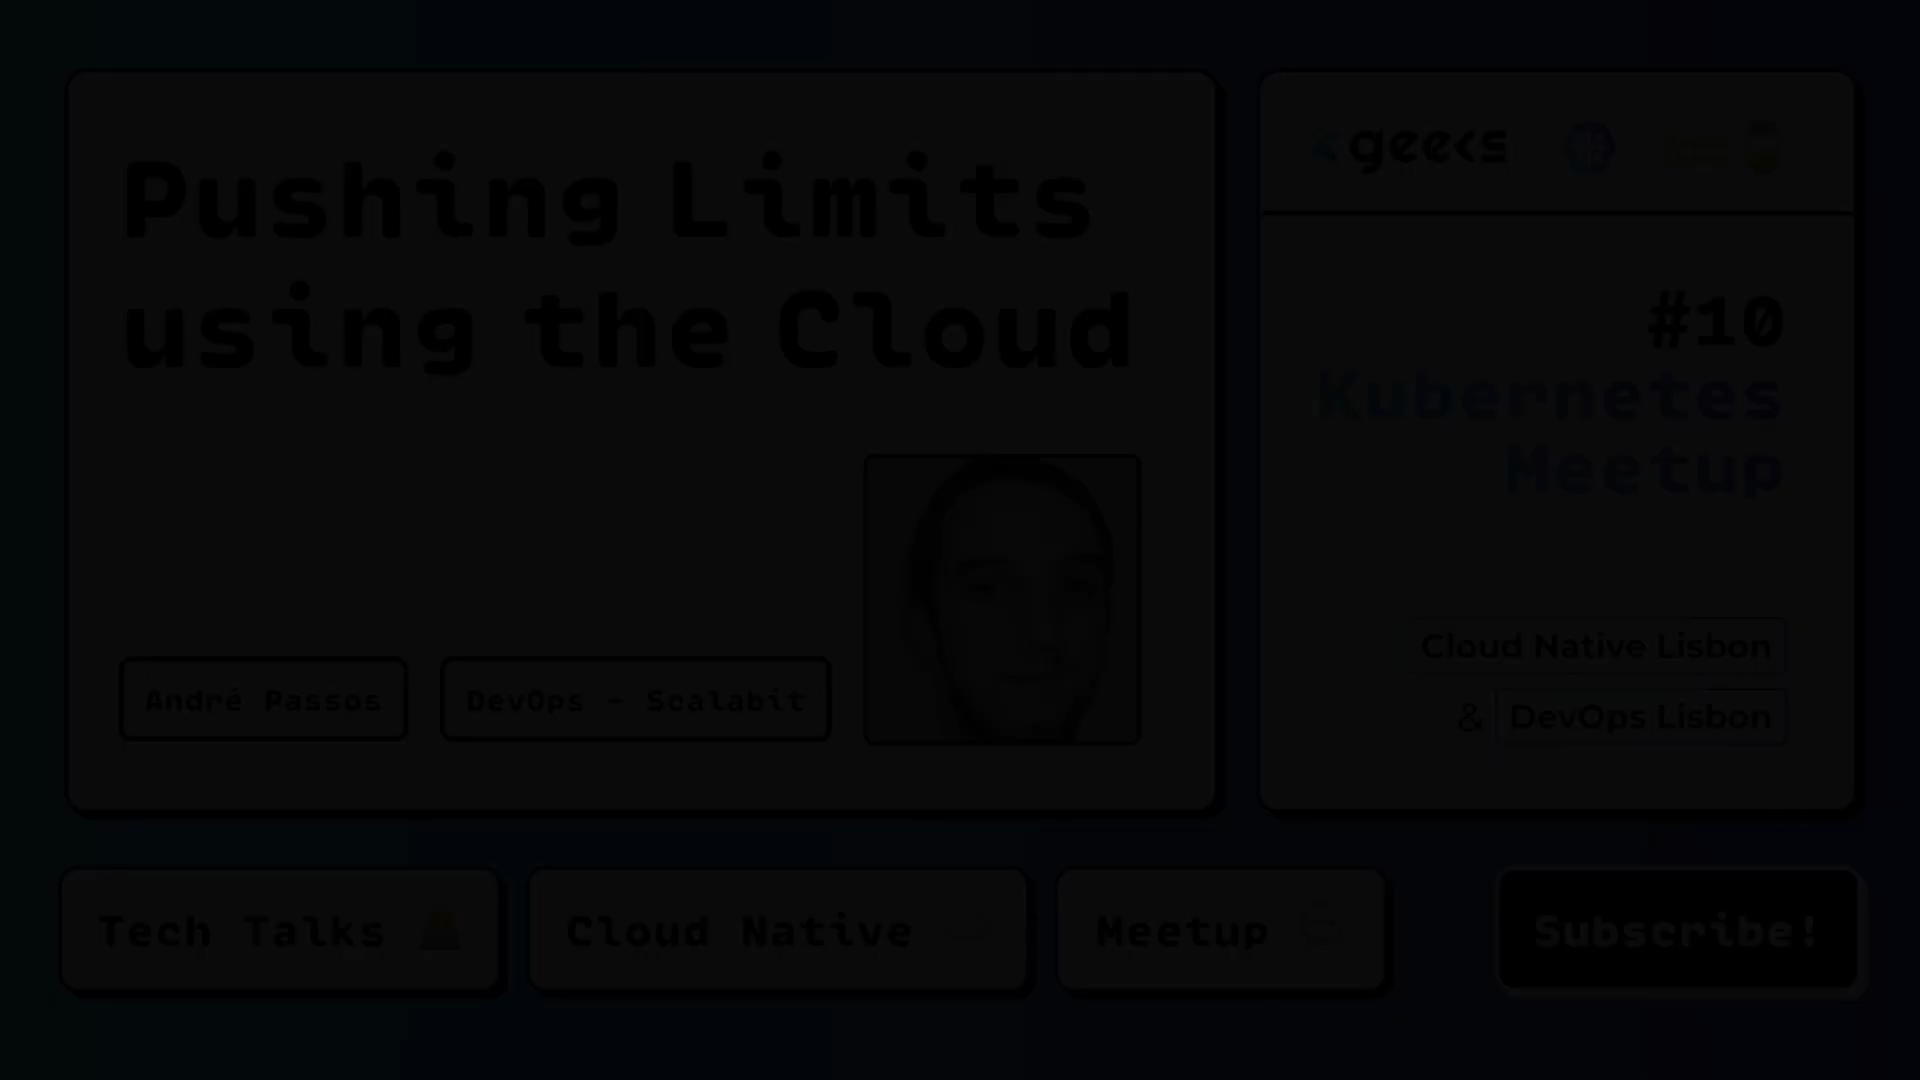 Pushing Limits
using the Cloud
André Passos
DevOps - Scalabit
geeks
#10
Kubernetes
Meetup
Cloud Native Lisbon
& DevOps Lisbon
Tech Talks
Cloud Native
Meetup
Subscribe!